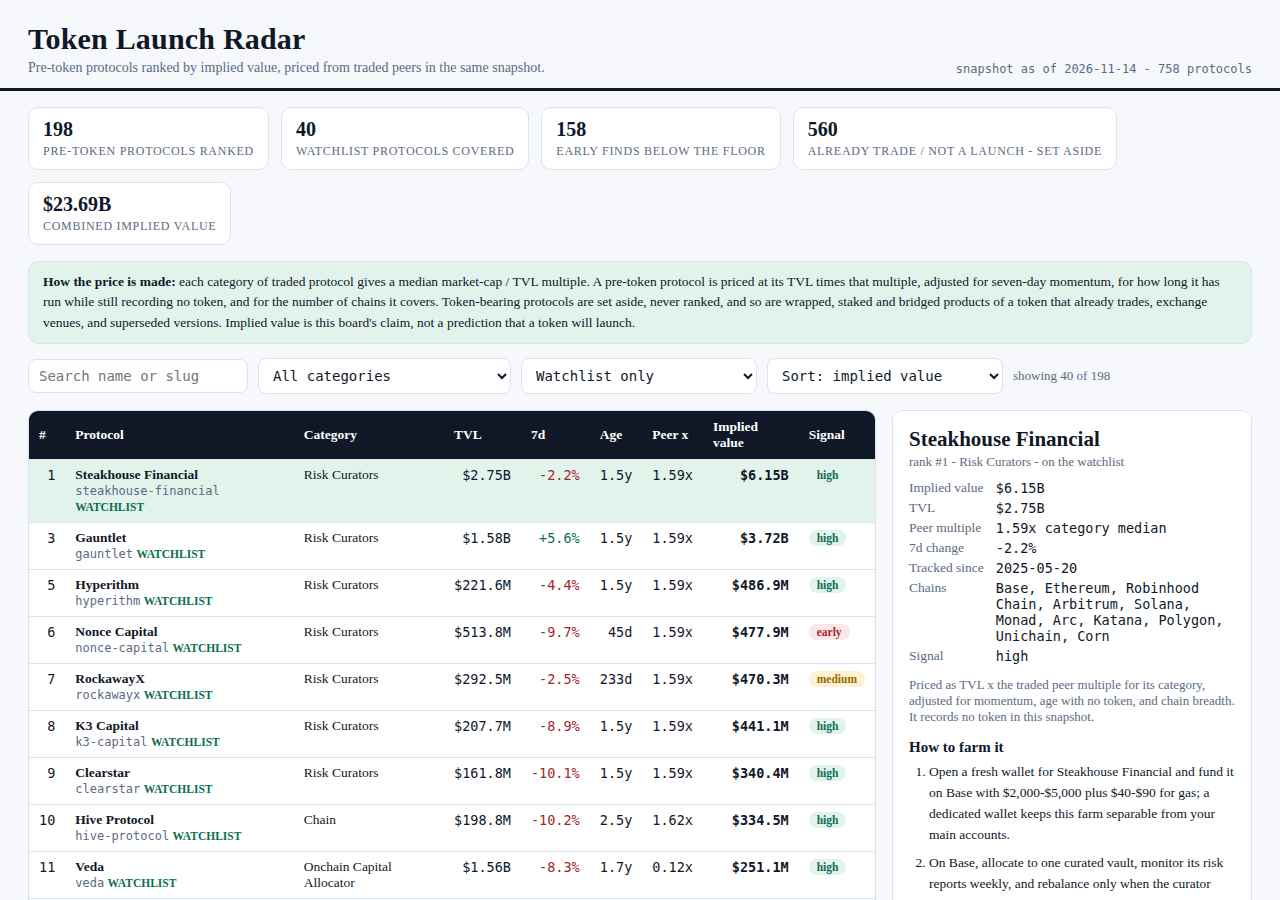 Token Launch Radar
Pre-token protocols ranked by implied value, priced from traded peers in the same snapshot.
snapshot as of 2026-11-14 - 758 protocols
198
PRE-TOKEN PROTOCOLS RANKED
40
WATCHLIST PROTOCOLS COVERED
158
EARLY FINDS BELOW THE FLOOR
560
ALREADY TRADE / NOT A LAUNCH - SET ASIDE
$23.69B
COMBINED IMPLIED VALUE
How the price is made: each category of traded protocol gives a median market-cap / TVL multiple. A pre-token protocol is priced at its TVL times that multiple, adjusted for seven-day momentum, for how long it has
run while still recording no token, and for the number of chains it covers. Token-bearing protocols are set aside, never ranked, and so are wrapped, staked and bridged products of a token that already trades, exchange
venues, and superseded versions. Implied value is this board's claim, not a prediction that a token will launch.
Search name or slug
All categories
Watchlist only
Sort: implied value
showing 40 of 198
# Protocol Category TVL 7d Age Peer x Implied value Signal
1 Steakhouse Financial Risk Curators $2.75B -2.2% 1.5y 1.59x $6.15B high
steakhouse-financial
WATCHLIST
3 Gauntlet Risk Curators $1.58B +5.6% 1.5y 1.59x $3.72B high
gauntlet WATCHLIST
5 Hyperithm Risk Curators $221.6M -4.4% 1.5y 1.59x $486.9M high
hyperithm WATCHLIST
6 Nonce Capital Risk Curators $513.8M -9.7% 45d 1.59x $477.9M early
nonce-capital WATCHLIST
7 RockawayX Risk Curators $292.5M -2.5% 233d 1.59x $470.3M medium
rockawayx WATCHLIST
8 K3 Capital Risk Curators $207.7M -8.9% 1.5y 1.59x $441.1M high
k3-capital WATCHLIST
9 Clearstar Risk Curators $161.8M -10.1% 1.5y 1.59x $340.4M high
clearstar WATCHLIST
10 Hive Protocol Chain $198.8M -10.2% 2.5y 1.62x $334.5M high
hive-protocol WATCHLIST
11 Veda Onchain Capital Allocator $1.56B -8.3% 1.7y 0.12x $251.1M high
veda WATCHLIST
Steakhouse Financial
rank #1 - Risk Curators - on the watchlist
Implied value $6.15B
TVL $2.75B
Peer multiple 1.59x category median
7d change -2.2%
Tracked since 2025-05-20
Chains Base, Ethereum, Robinhood
Chain, Arbitrum, Solana,
Monad, Arc, Katana, Polygon,
Unichain, Corn
Signal high
Priced as TVL x the traded peer multiple for its category,
adjusted for momentum, age with no token, and chain breadth.
It records no token in this snapshot.
How to farm it
1. Open a fresh wallet for Steakhouse Financial and fund it
on Base with $2,000-$5,000 plus $40-$90 for gas; a
dedicated wallet keeps this farm separate from your
main accounts.
2. On Base, allocate to one curated vault, monitor its risk
reports weekly, and rebalance only when the curator